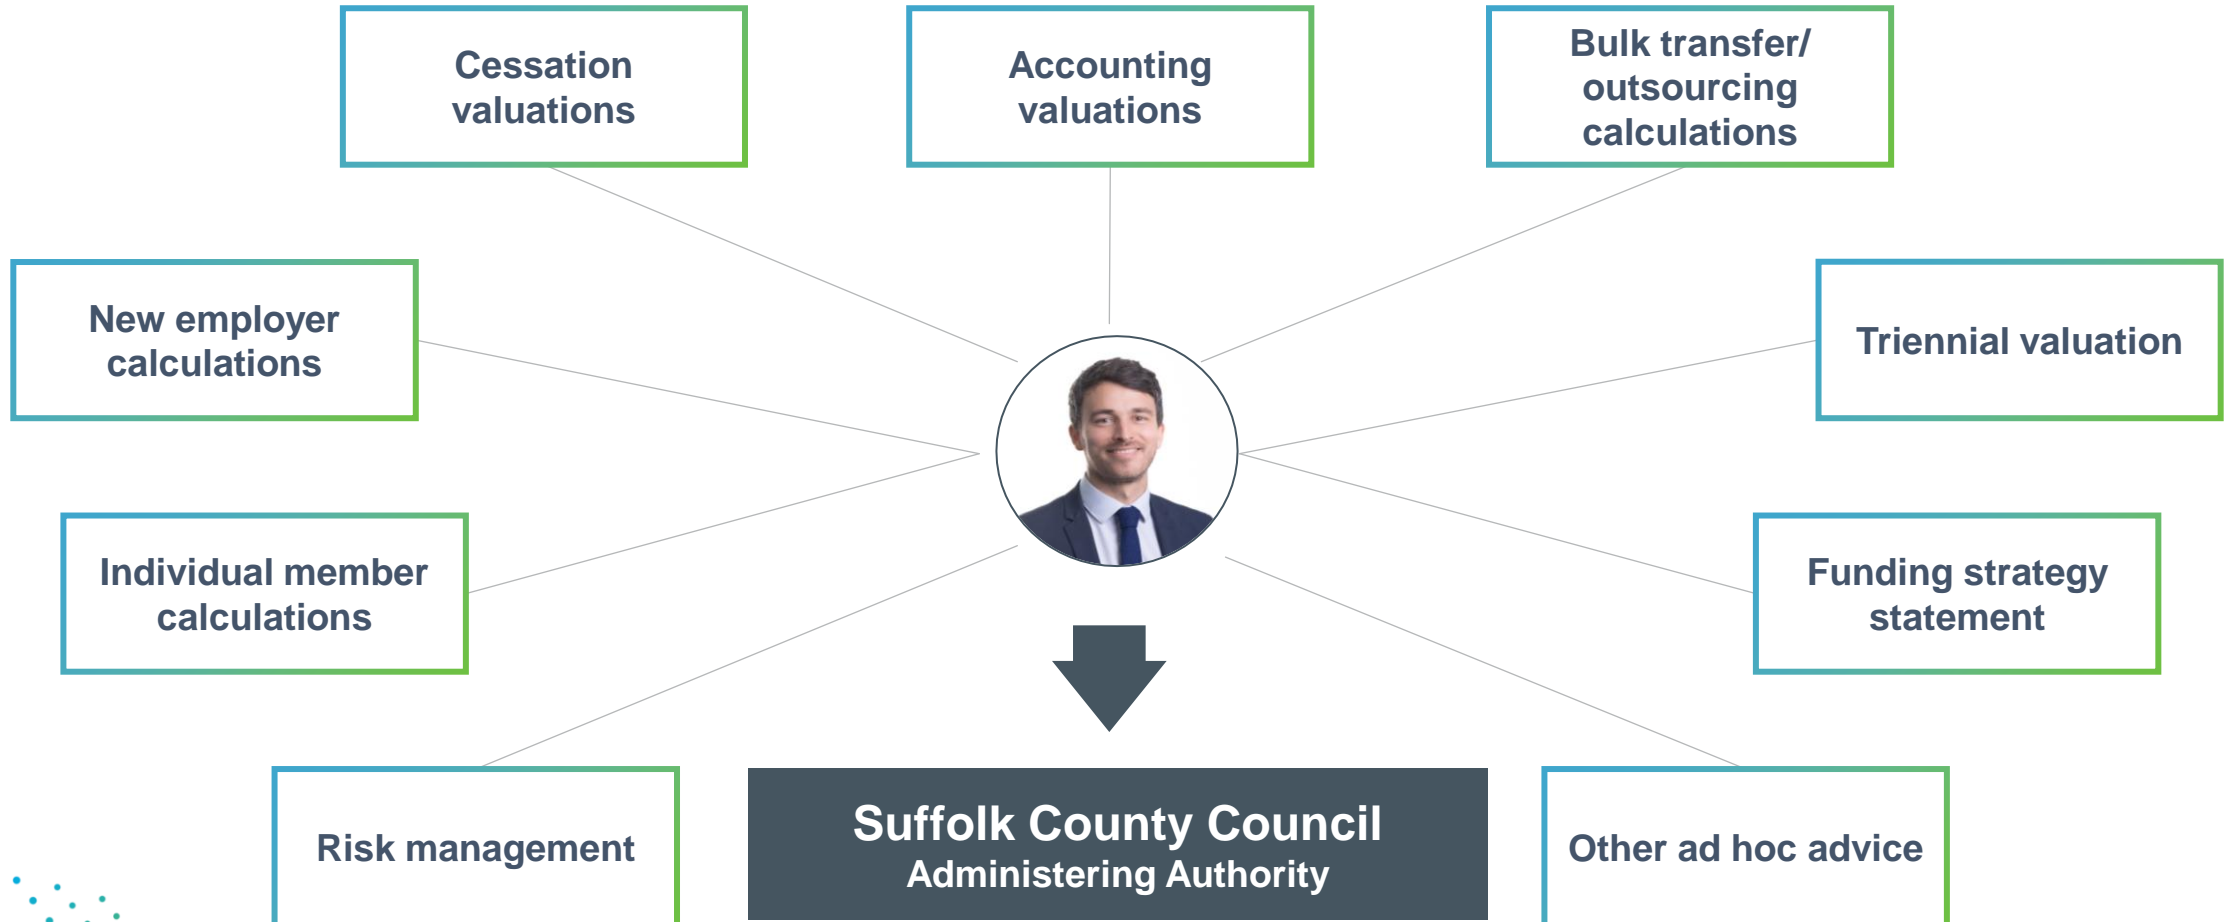 Cessation
valuations
Accounting
valuations
Bulk transfer/
outsourcing
calculations
New employer
calculations
Triennial valuation
Individual member
calculations
Funding strategy
statement
Risk management
Suffolk County Council
Administering Authority
Other ad hoc advice